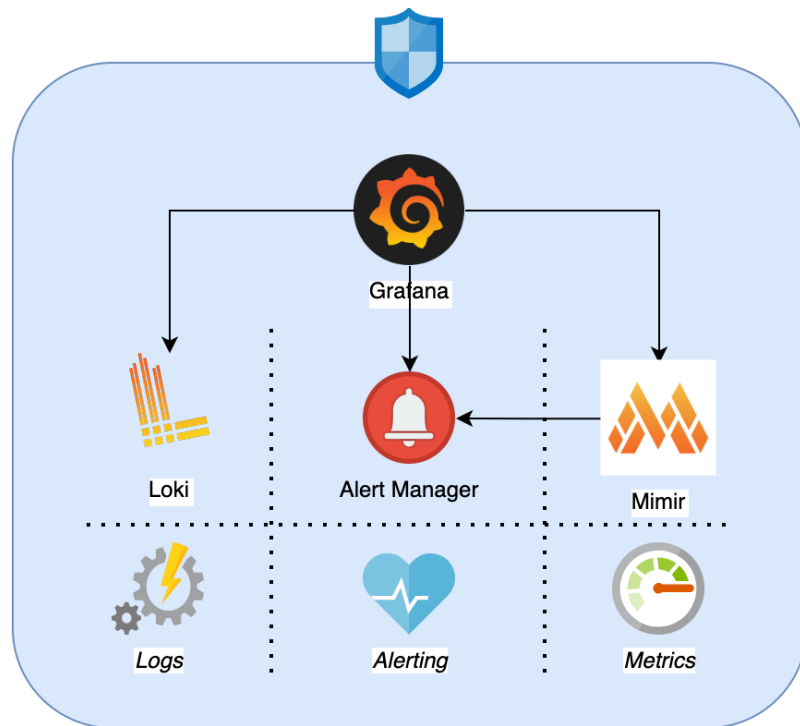 Grafana
Loki
Alert Manager
Mimir
Logs
Alerting
Metrics